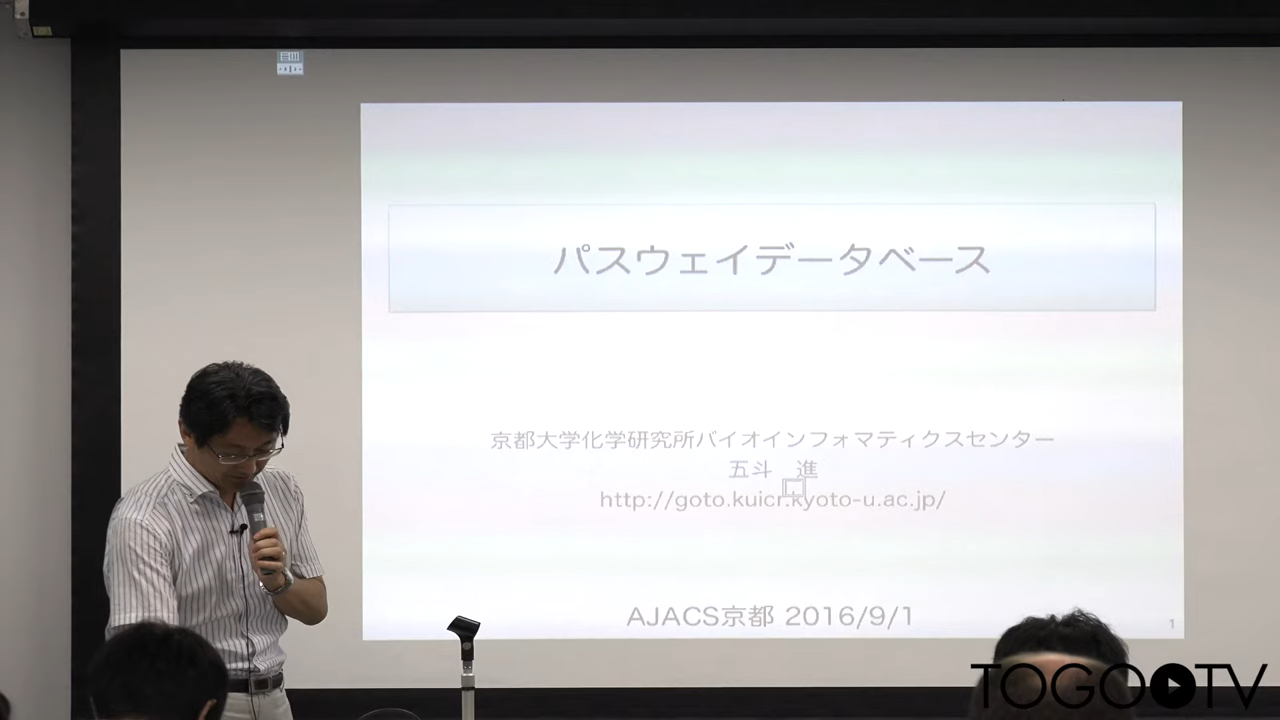 パスウェイデータベース
京都大学化学研究所バイオインフォマティクスセンター
五斗 進
http://goto.kuicr.kyoto-u.ac.jp/
AJACS京都 2016/9/1
1
TOGOTV